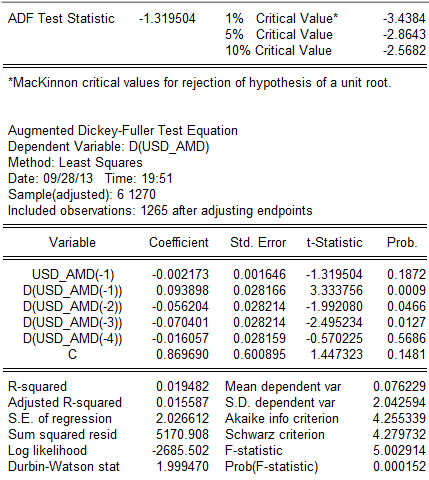 ADF Test Statistic -1.319504 1% Critical Value* -3.4384
5% Critical Value -2.8643
10% Critical Value -2.5682
*MacKinnon critical values for rejection of hypothesis of a unit root.
Augmented Dickey-Fuller Test Equation
Dependent Variable: D(USD_AMD)
Method: Least Squares
Date: 09/28/13 Time: 19:51
Sample(adjusted): 6 1270
Included observations: 1265 after adjusting endpoints
Variable Coefficient Std. Error t-Statistic Prob.
USD_AMD(-1) -0.002173 0.001646 -1.319504 0.1872
D(USD_AMD(-1)) 0.093898 0.028166 3.333756 0.0009
D(USD_AMD(-2)) -0.056204 0.028214 -1.992080 0.0466
D(USD_AMD(-3)) -0.070401 0.028214 -2.495234 0.0127
D(USD_AMD(-4)) -0.016057 0.028159 -0.570225 0.5686
C 0.869690 0.600895 1.447323 0.1481
R-squared 0.019482 Mean dependent var 0.076229
Adjusted R-squared 0.015587 S.D. dependent var 2.042594
S.E. of regression 2.026612 Akaike info criterion 4.255339
Sum squared resid 5170.908 Schwarz criterion 4.279732
Log likelihood -2685.502 F-statistic 5.002914
Durbin-Watson stat 1.999470 Prob(F-statistic) 0.000152